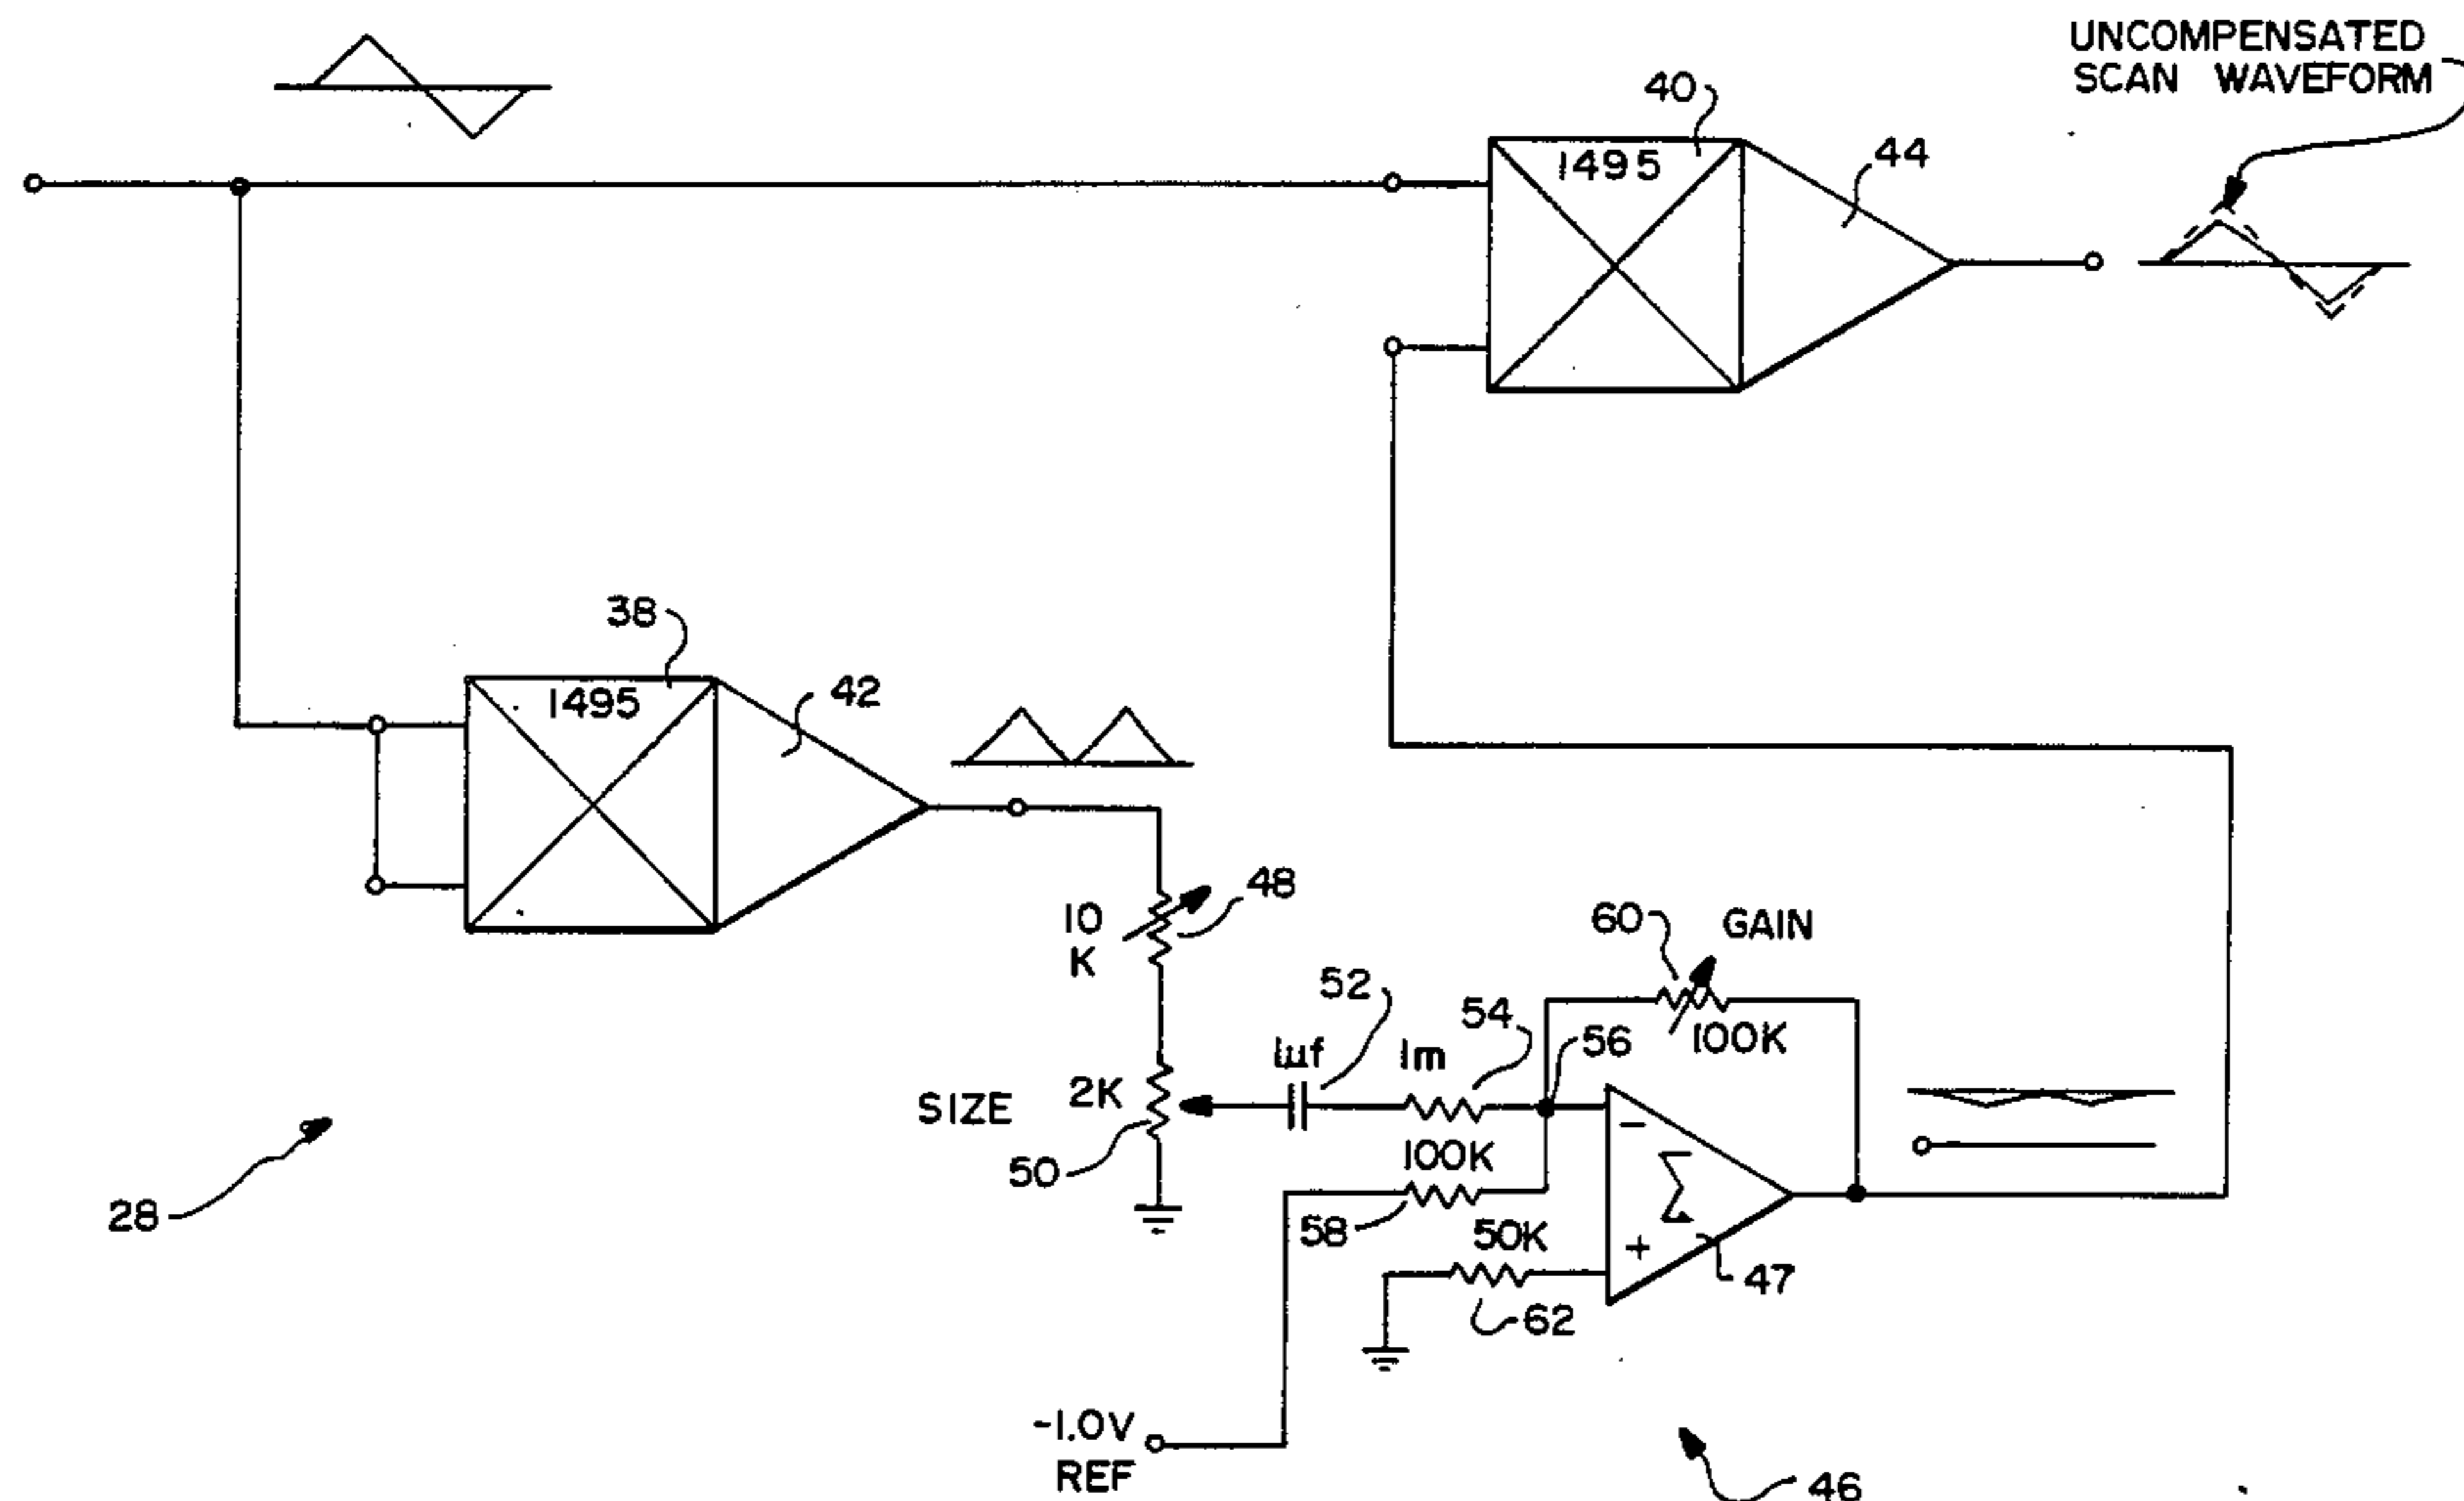 UNCOMPENSATED
SCAN WAVEFORM
40
1495
44
38
1495
42
10
K
48
60
GAIN
52
54
56
100K
1µf
1m
SIZE
2K
50
100K
58
50K
−
Σ
+
47
62
28
-1.0V
REF
46